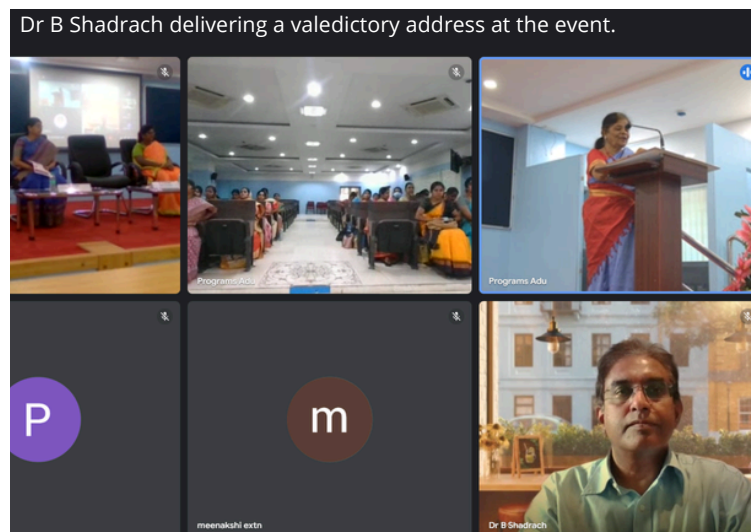 Dr B Shadrach delivering a valedictory address at the event.
Programs Adu
Programs Adu
P
m
meenakshi extn
Dr B Shadrach